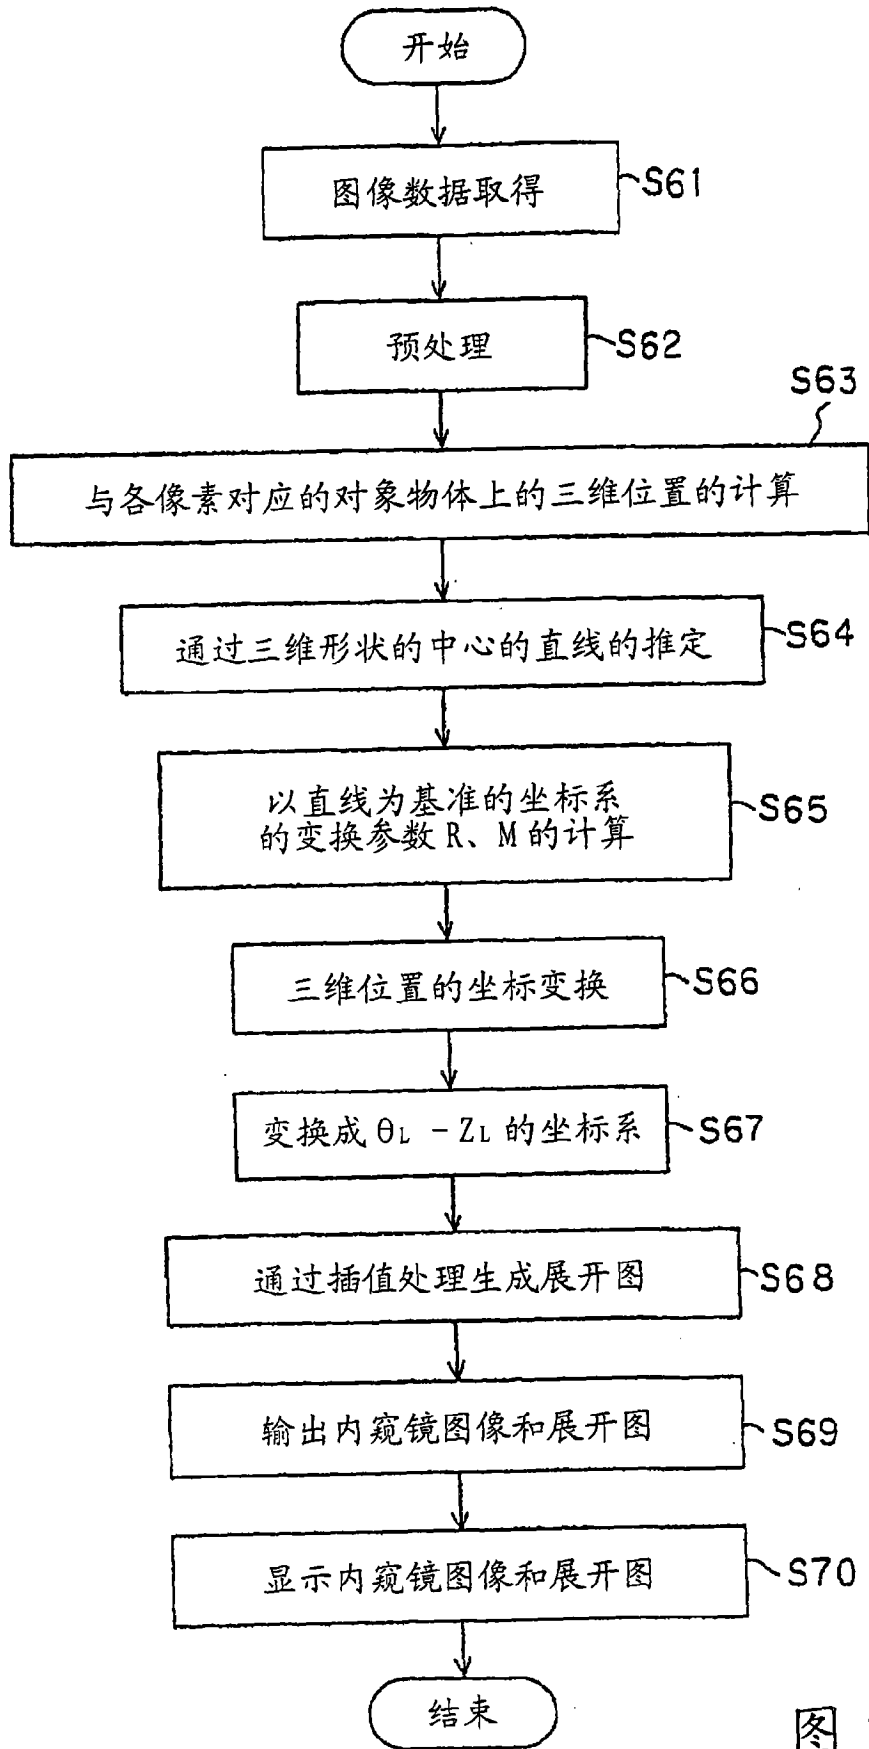 开始
图像数据取得
S61
预处理
S62
S63
与各像素对应的对象物体上的三维位置的计算
通过三维形状的中心的直线的推定
S64
以直线为基准的坐标系
的变换参数 R、M 的计算
S65
三维位置的坐标变换
S66
变换成 θL － ZL 的坐标系
S67
通过插值处理生成展开图
S68
输出内窥镜图像和展开图
S69
显示内窥镜图像和展开图
S70
结束
图